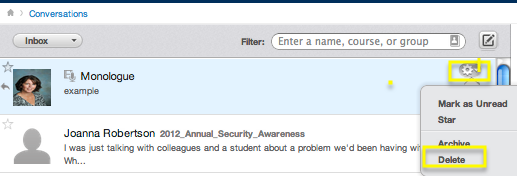 Conversations
Inbox
Filter: Enter a name, course, or group
Monologue
example
Mark as Unread
Star
Archive
Delete
Joanna Robertson 2012_Annual_Security_Awareness
I was just talking with colleagues and a student about a problem we'd been having wi
Wh...